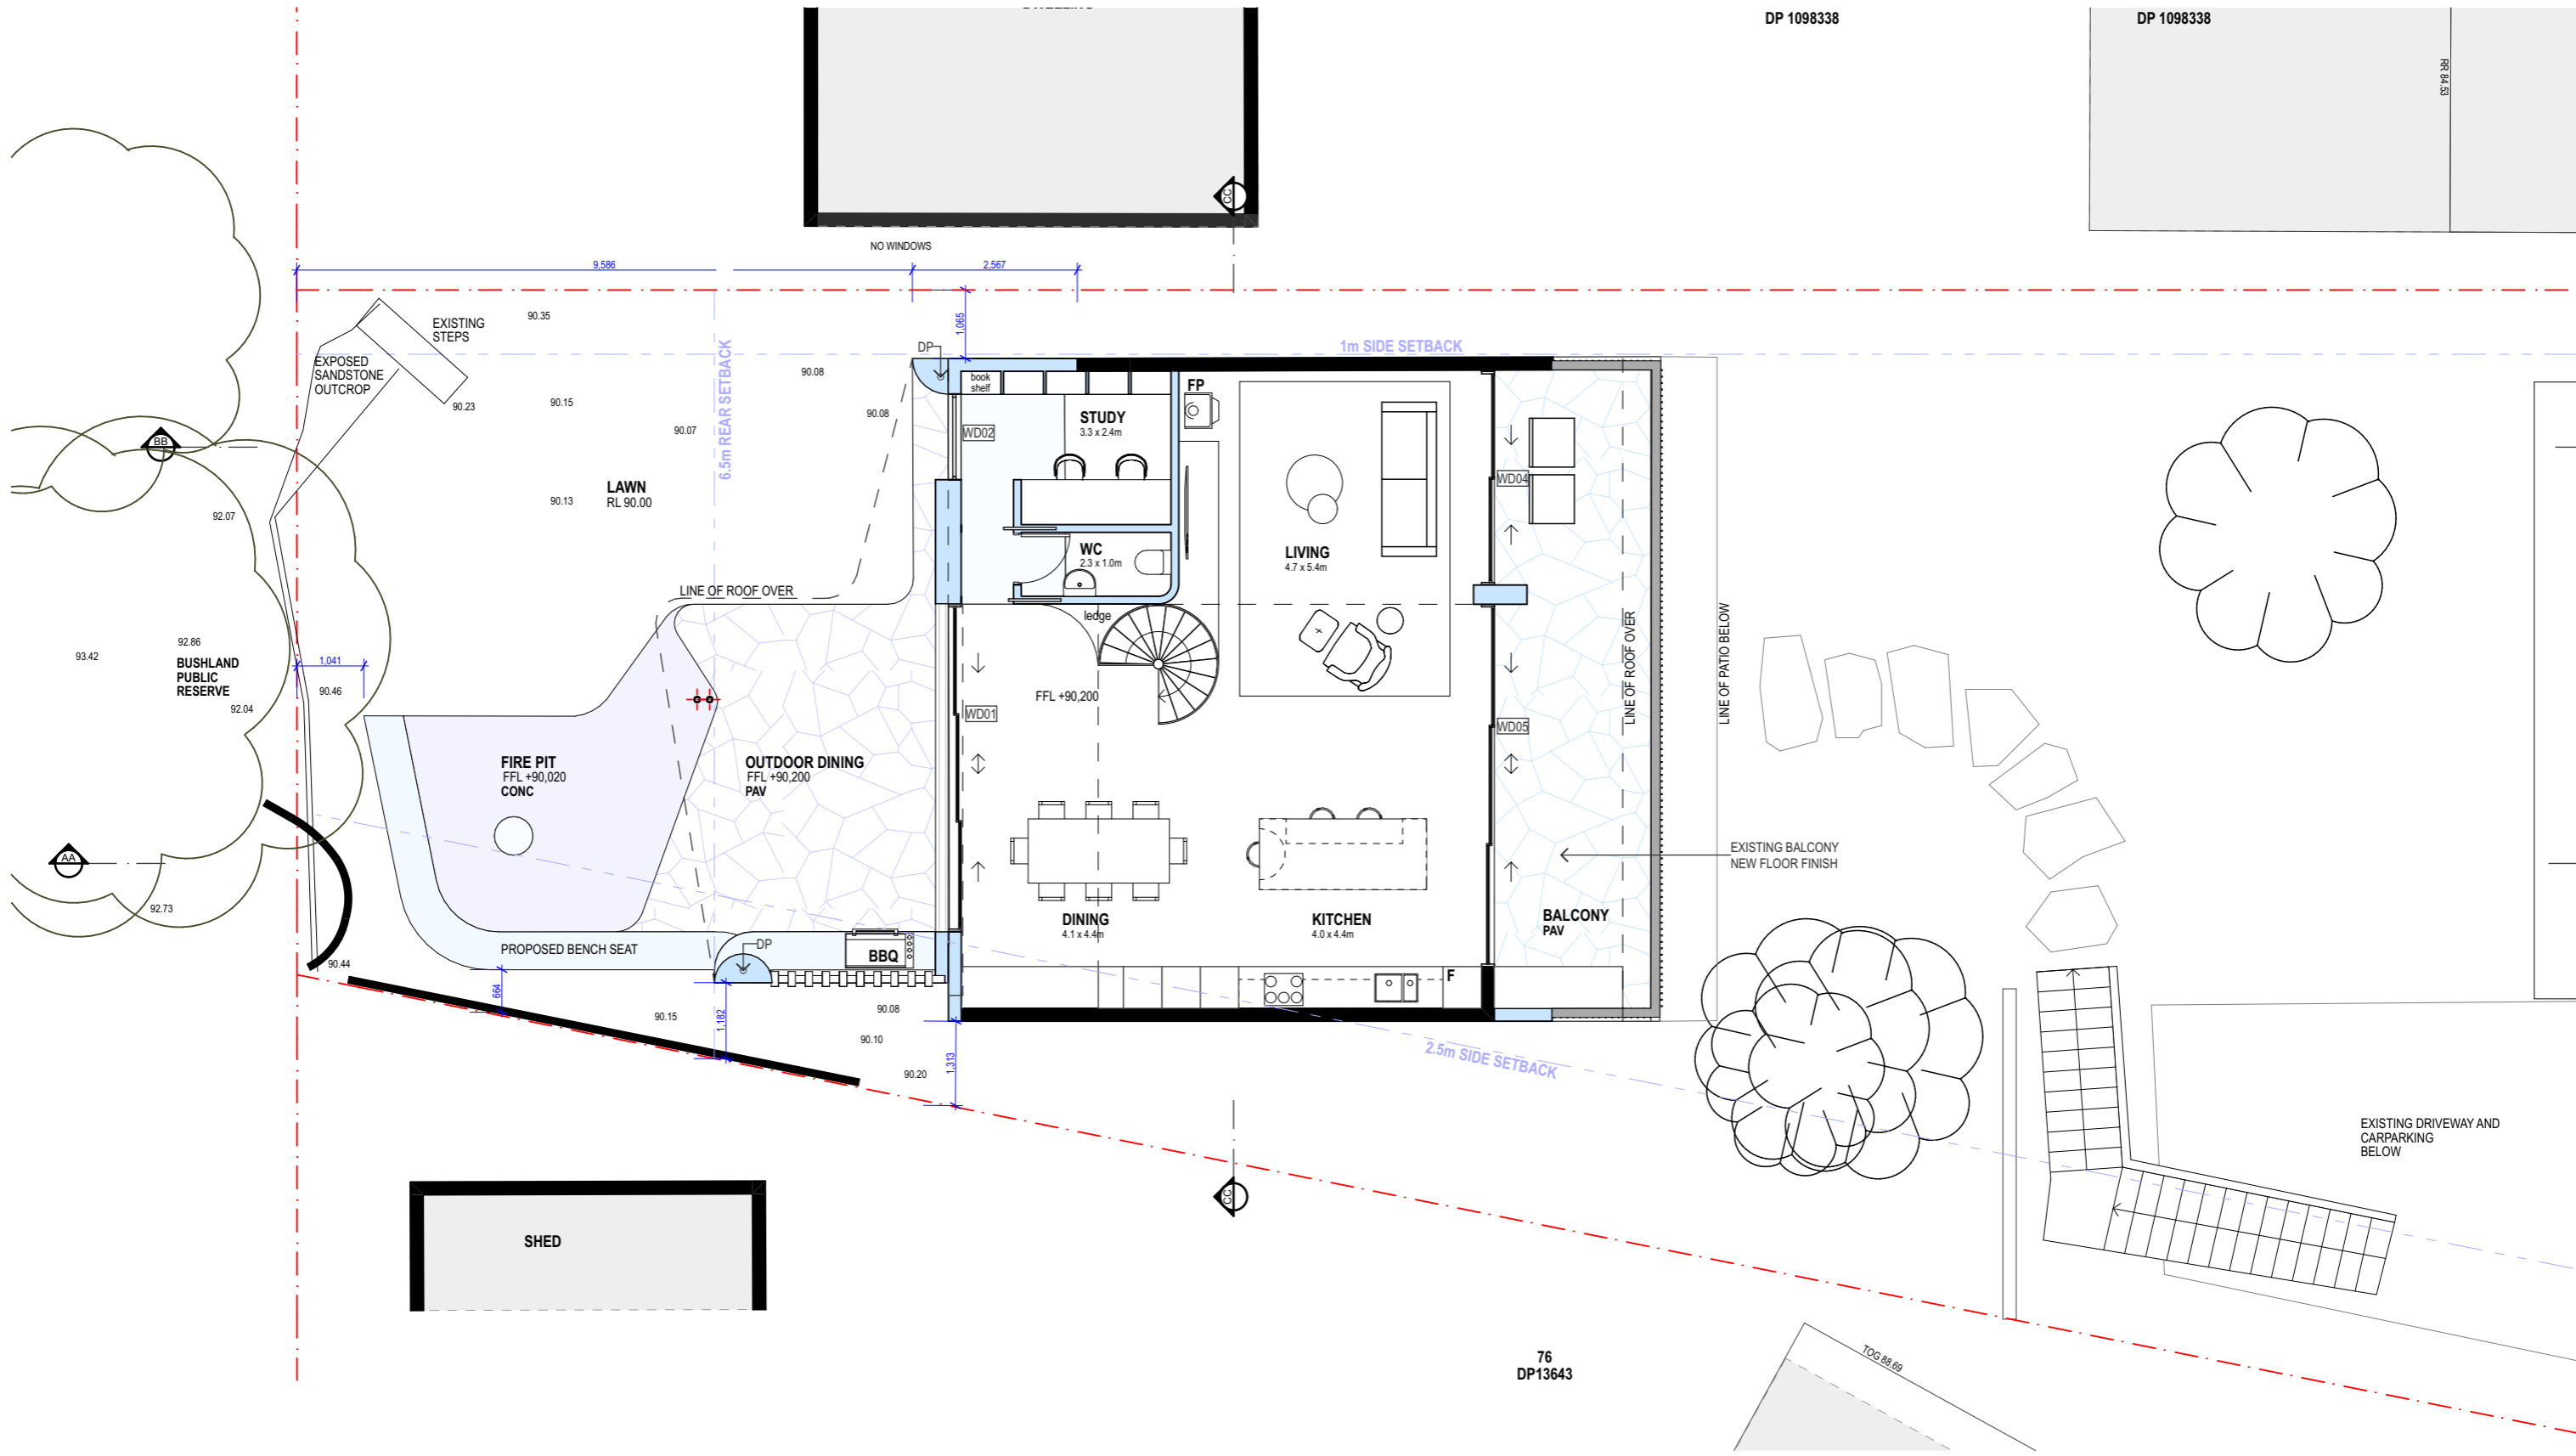 DP 1098338
DP 1098338
RR 84.53
CC
NO WINDOWS
9,586
2,567
1,065
EXISTING
STEPS
90.35
EXPOSED
SANDSTONE
OUTCROP
90.23
90.15
90.07
90.08
90.08
6.5m REAR SETBACK
1m SIDE SETBACK
DP
book
shelf
STUDY
3.3 x 2.4m
FP
WD02
BB
92.07
LAWN
RL 90.00
90.13
WC
2.3 x 1.0m
LIVING
4.7 x 5.4m
WD04
LINE OF ROOF OVER
ledge
LINE OF ROOF OVER
LINE OF PATIO BELOW
93.42
92.86
BUSHLAND
PUBLIC
RESERVE
92.04
1,041
90.46
FFL +90,200
WD01
WD05
FIRE PIT
FFL +90,020
CONC
OUTDOOR DINING
FFL +90,200
PAV
AA
92.73
EXISTING BALCONY
NEW FLOOR FINISH
DINING
4.1 x 4.4m
KITCHEN
4.0 x 4.4m
BALCONY
PAV
PROPOSED BENCH SEAT
DP
BBQ
F
90.44
664
1,182
90.15
90.08
90.10
90.20
1,313
2.5m SIDE SETBACK
EXISTING DRIVEWAY AND
CARPARKING
BELOW
CC
SHED
76
DP13643
TOG 88.69